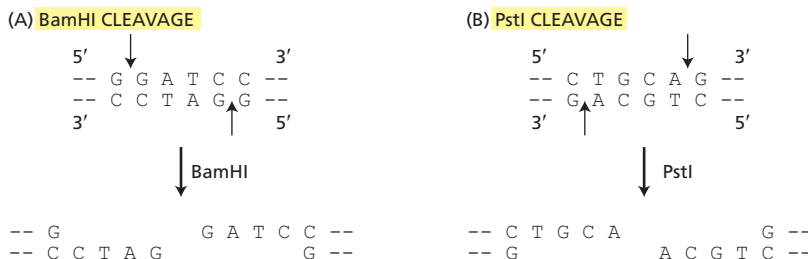 (A) BamHI CLEAVAGE
5′ 3′
-- G G A T C C --
-- C C T A G G --
3′ 5′
BamHI
-- G G A T C C --
-- C C T A G G --
(B) PstI CLEAVAGE
5′ 3′
-- C T G C A G --
-- G A C G T C --
3′ 5′
PstI
-- C T G C A G --
-- G A C G T C --